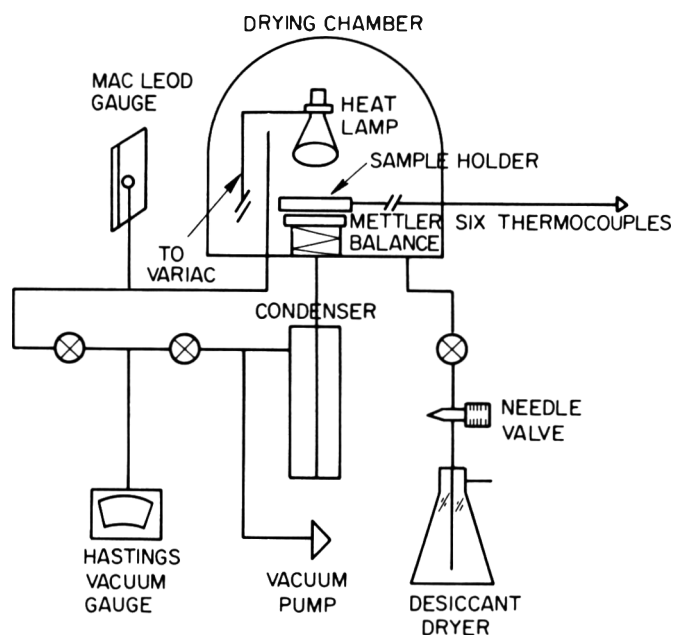 DRYING CHAMBER
MAC LEOD
GAUGE
HEAT
LAMP
SAMPLE HOLDER
METTLER
BALANCE
SIX THERMOCOUPLES
TO
VARIAC
CONDENSER
NEEDLE
VALVE
HASTINGS
VACUUM
GAUGE
VACUUM
PUMP
DESICCANT
DRYER